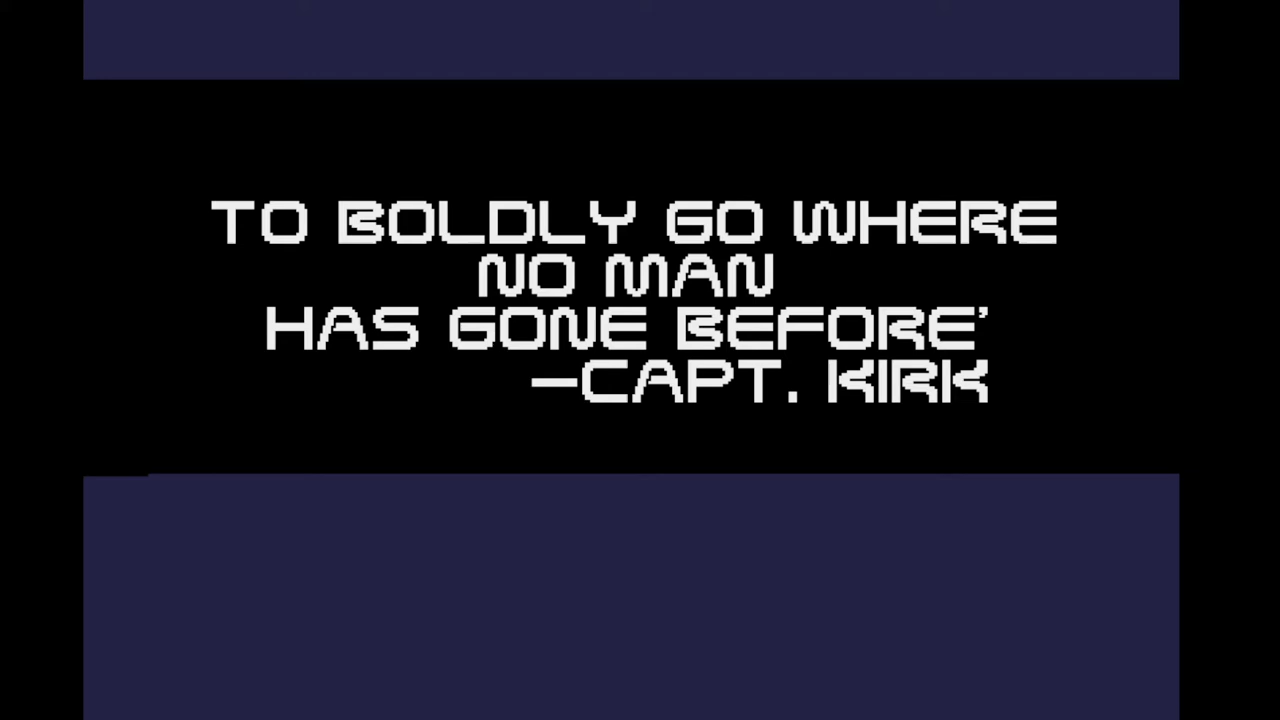 TO BOLDLY GO WHERE
NO MAN
HAS GONE BEFORE'
-CAPT. KIRK